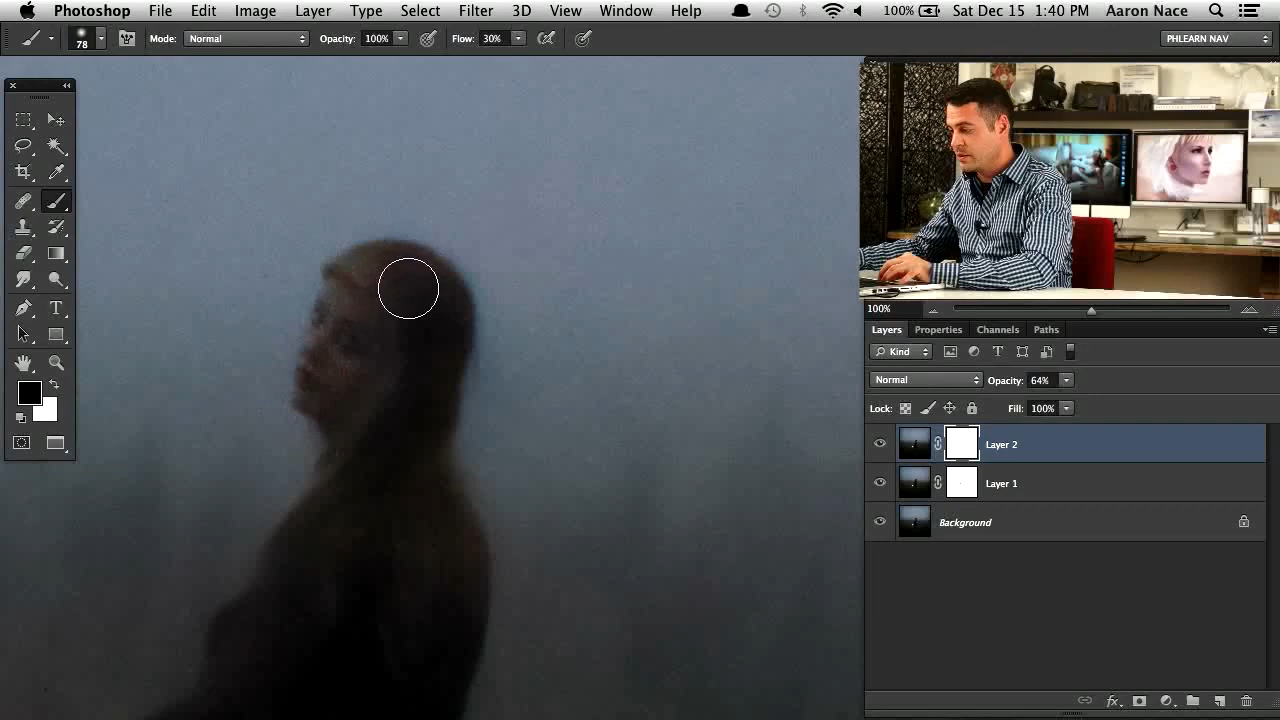 Photoshop File Edit Image Layer Type Select Filter 3D View Window Help 100% Sat Dec 15 1:40 PM Aaron Nace
78 Mode: Normal Opacity: 100% Flow: 30% PHLEARN NAV
100%
Layers Properties Channels Paths
Kind
Normal Opacity: 64%
Lock: Fill: 100%
Layer 2
Layer 1
Background